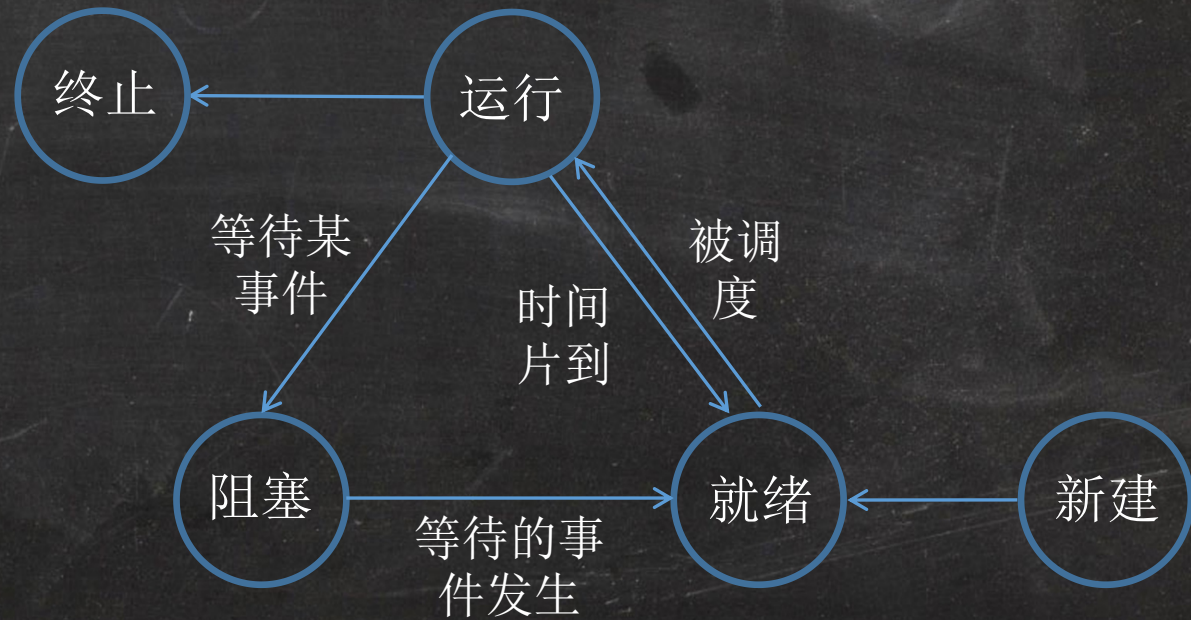 终止
运行
等待某
事件
被调
度
时间
片到
阻塞
就绪
新建
等待的事
件发生